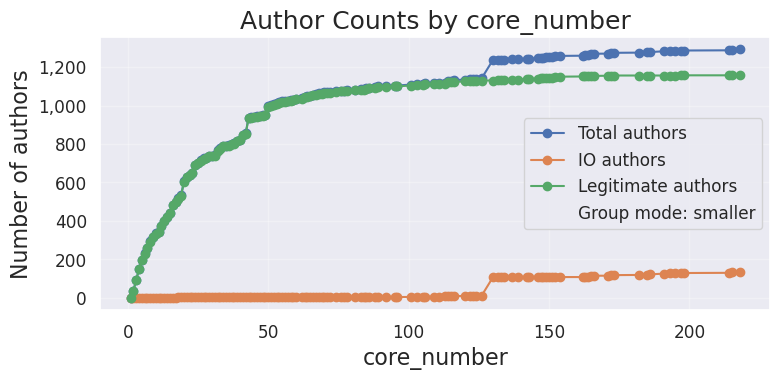 Author Counts by core_number
Number of authors
1,200
1,000
800
600
400
200
0
Total authors
IO authors
Legitimate authors
Group mode: smaller
0 50 100 150 200
core_number